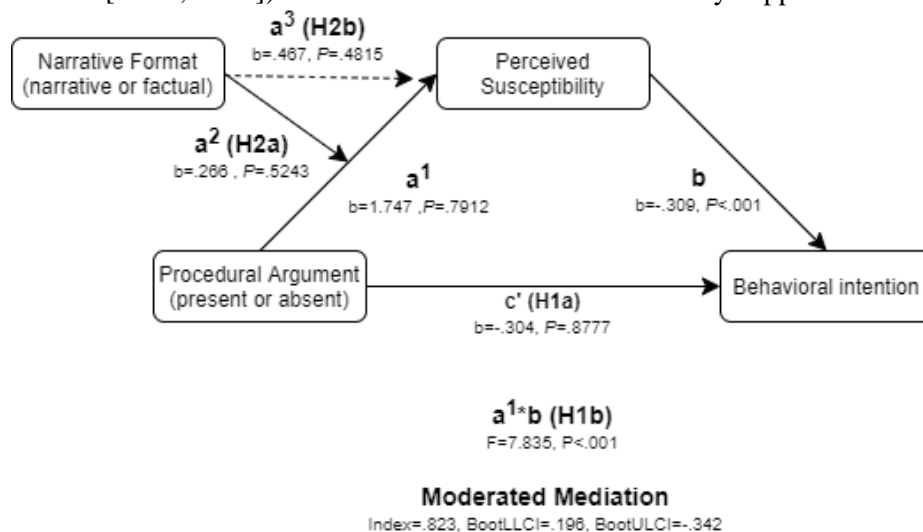 a³ (H2b)
b=.467, P=.4815
Narrative Format
(narrative or factual)
Perceived
Susceptibility
a² (H2a)
b=.266 , P=.5243
a¹
b=1.747 ,P=.7912
b
b=-.309, P<.001
Procedural Argument
(present or absent)
Behavioral intention
c' (H1a)
b=-.304, P=.8777
a¹*b (H1b)
F=7.835, P<.001
Moderated Mediation
Index=.823, BootLLCI=.196, BootULCI=-.342